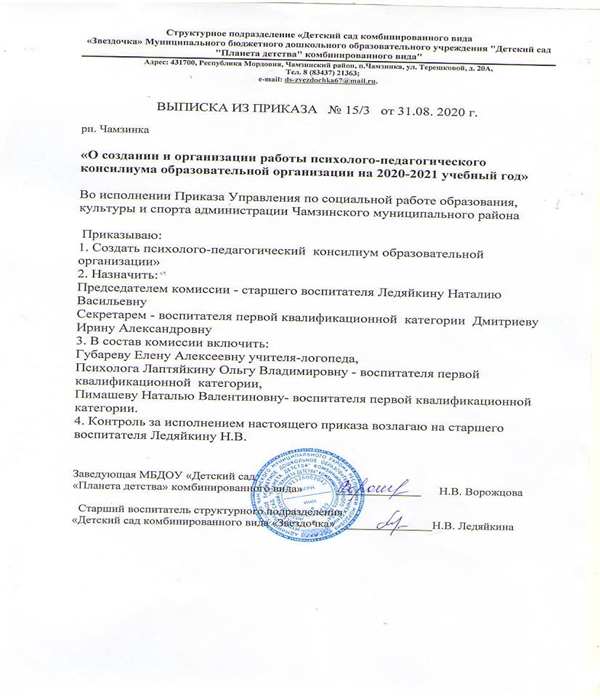 Структурное подразделение «Детский сад комбинированного вида
«Звездочка» Муниципального бюджетного дошкольного образовательного учреждения "Детский сад
"Планета детства" комбинированного вида"
Адрес: 431700, Республика Мордовия, Чамзинский район, п.Чамзинка, ул. Терешковой, д. 20А,
Тел. 8 (83437) 21363;
e-mail: ds-zvezdochka67@mail.ru.
ВЫПИСКА ИЗ ПРИКАЗА № 15/3 от 31.08. 2020 г.
рп. Чамзинка
«О создании и организации работы психолого-педагогического
консилиума образовательной организации на 2020-2021 учебный год»
Во исполнении Приказа Управления по социальной работе образования,
культуры и спорта администрации Чамзинского муниципального района
Приказываю:
1. Создать психолого-педагогический консилиум образовательной
организации»
2. Назначить:
Председателем комиссии - старшего воспитателя Ледяйкину Наталию
Васильевну
Секретарем - воспитателя первой квалификационной категории Дмитриеву
Ирину Александровну
3. В состав комиссии включить:
Губареву Елену Алексеевну учителя-логопеда,
Психолога Лаптяйкину Ольгу Владимировну - воспитателя первой
квалификационной категории,
Пимашеву Наталью Валентиновну- воспитателя первой квалификационной
категории.
4. Контроль за исполнением настоящего приказа возлагаю на старшего
воспитателя Ледяйкину Н.В.
Заведующая МБДОУ «Детский сад
«Планета детства» комбинированного вида» Н.В. Ворожцова
Старший воспитатель структурного подразделения
«Детский сад комбинированного вида «Звездочка» Н.В. Ледяйкина